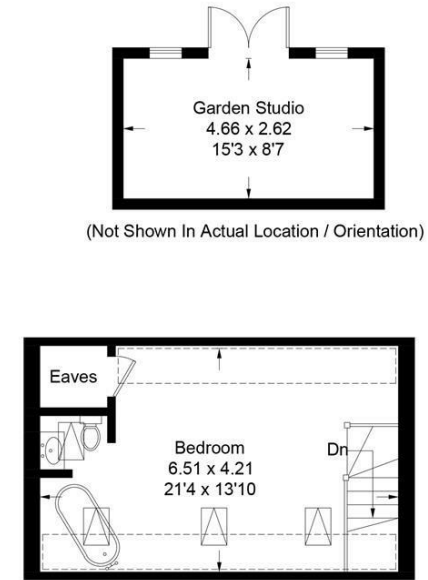 Garden Studio
4.66 x 2.62
15'3 x 8'7
(Not Shown In Actual Location / Orientation)
Eaves
Bedroom
6.51 x 4.21
21'4 x 13'10
Dn